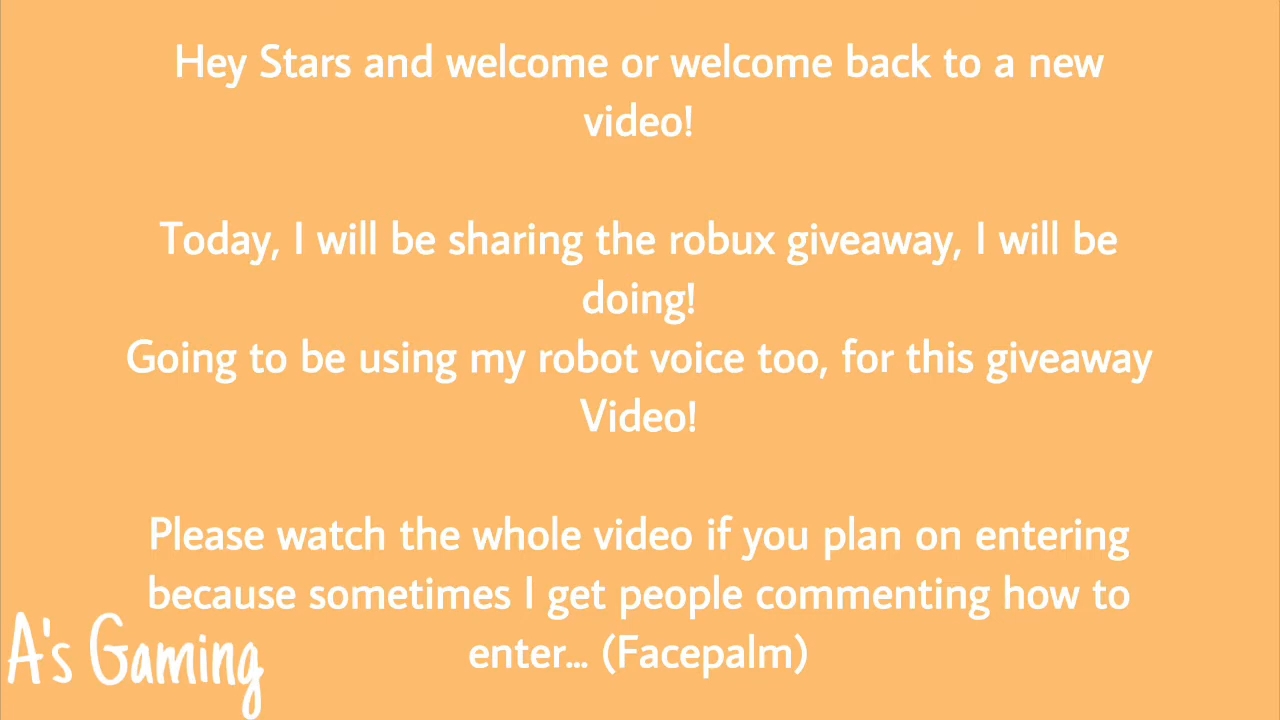 Hey Stars and welcome or welcome back to a new
video!
Today, I will be sharing the robux giveaway, I will be
doing!
Going to be using my robot voice too, for this giveaway
Video!
Please watch the whole video if you plan on entering
because sometimes I get people commenting how to
enter... (Facepalm)
A's Gaming